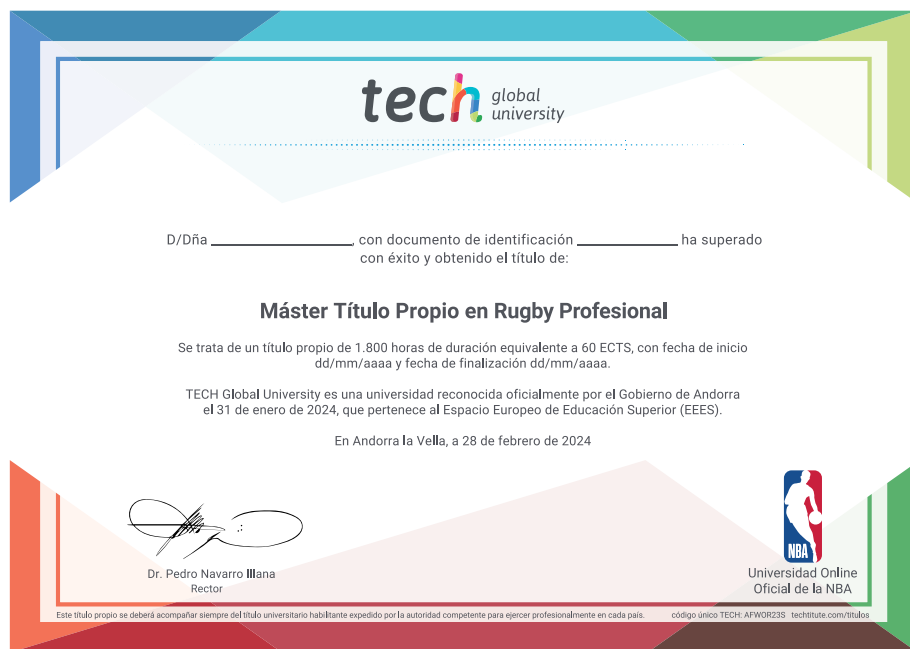 tech global university
D/Dña ____________________, con documento de identificación ______________ ha superado
con éxito y obtenido el título de:
Máster Título Propio en Rugby Profesional
Se trata de un título propio de 1.800 horas de duración equivalente a 60 ECTS, con fecha de inicio
dd/mm/aaaa y fecha de finalización dd/mm/aaaa.
TECH Global University es una universidad reconocida oficialmente por el Gobierno de Andorra
el 31 de enero de 2024, que pertenece al Espacio Europeo de Educación Superior (EEES).
En Andorra la Vella, a 28 de febrero de 2024
Dr. Pedro Navarro Illana
Rector
NBA
Universidad Online
Oficial de la NBA
Este título propio se deberá acompañar siempre del título universitario habilitante expedido por la autoridad competente para ejercer profesionalmente en cada país. código único TECH: AFWOR23S techtitute.com/titulos